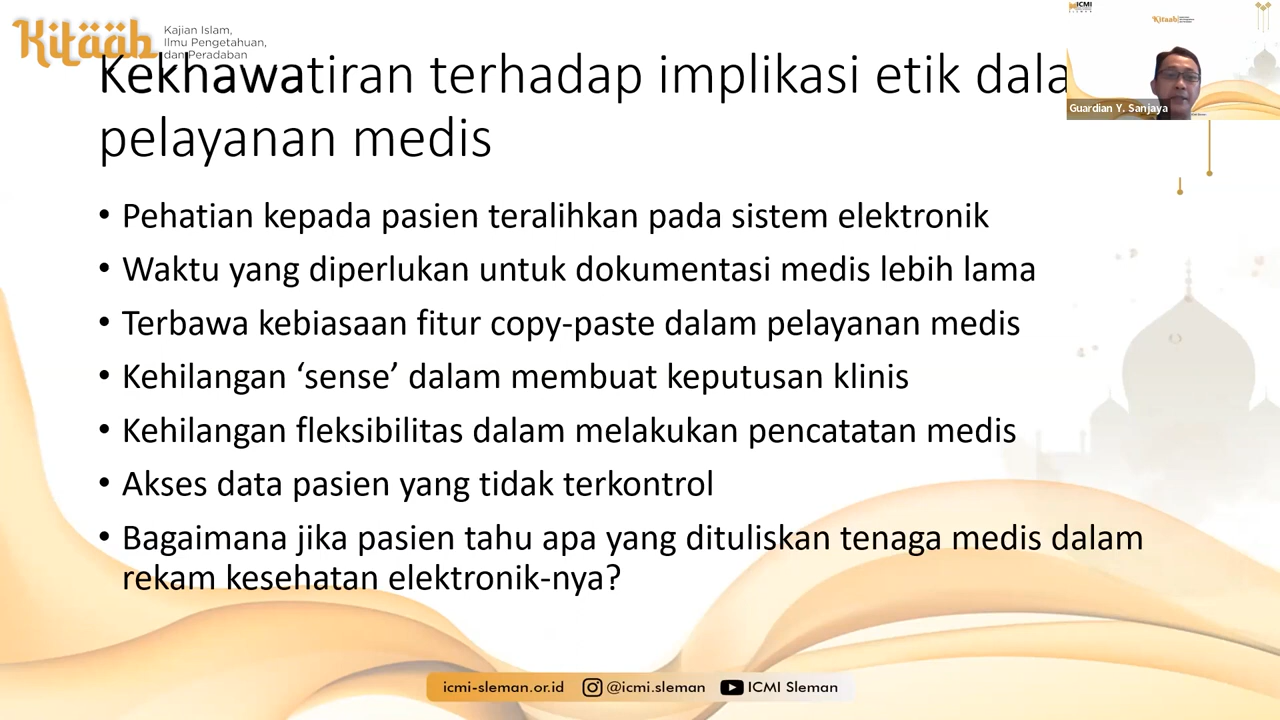 Kitääb
Kajian Islam,
Ilmu Pengetahuan,
dan Peradaban
ICMI
Kitaab
Guardian Y. Sanjaya
Kekhawatiran terhadap implikasi etik dala
pelayanan medis
• Pehatian kepada pasien teralihkan pada sistem elektronik
• Waktu yang diperlukan untuk dokumentasi medis lebih lama
• Terbawa kebiasaan fitur copy-paste dalam pelayanan medis
• Kehilangan ‘sense’ dalam membuat keputusan klinis
• Kehilangan fleksibilitas dalam melakukan pencatatan medis
• Akses data pasien yang tidak terkontrol
• Bagaimana jika pasien tahu apa yang dituliskan tenaga medis dalam
rekam kesehatan elektronik-nya?
icmi-sleman.or.id @icmi.sleman ICMI Sleman